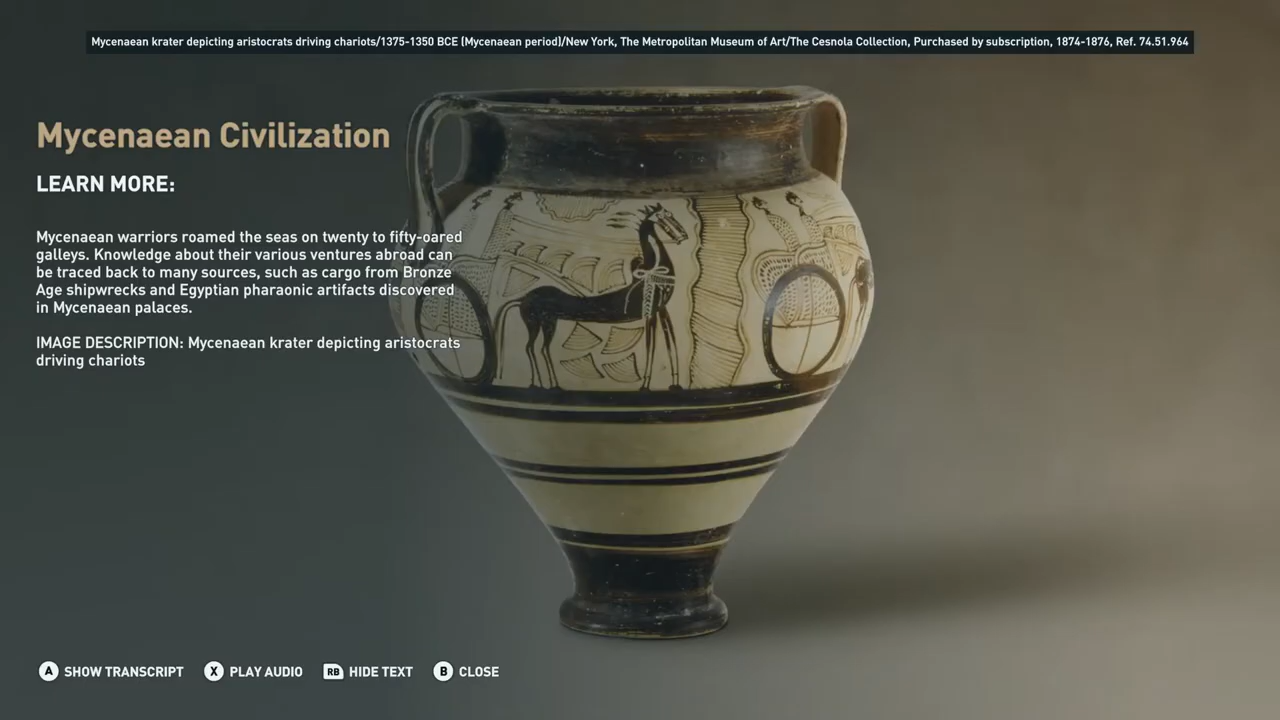 Mycenaean krater depicting aristocrats driving chariots/1375-1350 BCE (Mycenaean period)/New York, The Metropolitan Museum of Art/The Cesnola Collection, Purchased by subscription, 1874-1876, Ref. 74.51.964
Mycenaean Civilization
LEARN MORE:
Mycenaean warriors roamed the seas on twenty to fifty-oared
galleys. Knowledge about their various ventures abroad can
be traced back to many sources, such as cargo from Bronze
Age shipwrecks and Egyptian pharaonic artifacts discovered
in Mycenaean palaces.
IMAGE DESCRIPTION: Mycenaean krater depicting aristocrats
driving chariots
A SHOW TRANSCRIPT X PLAY AUDIO RB HIDE TEXT B CLOSE